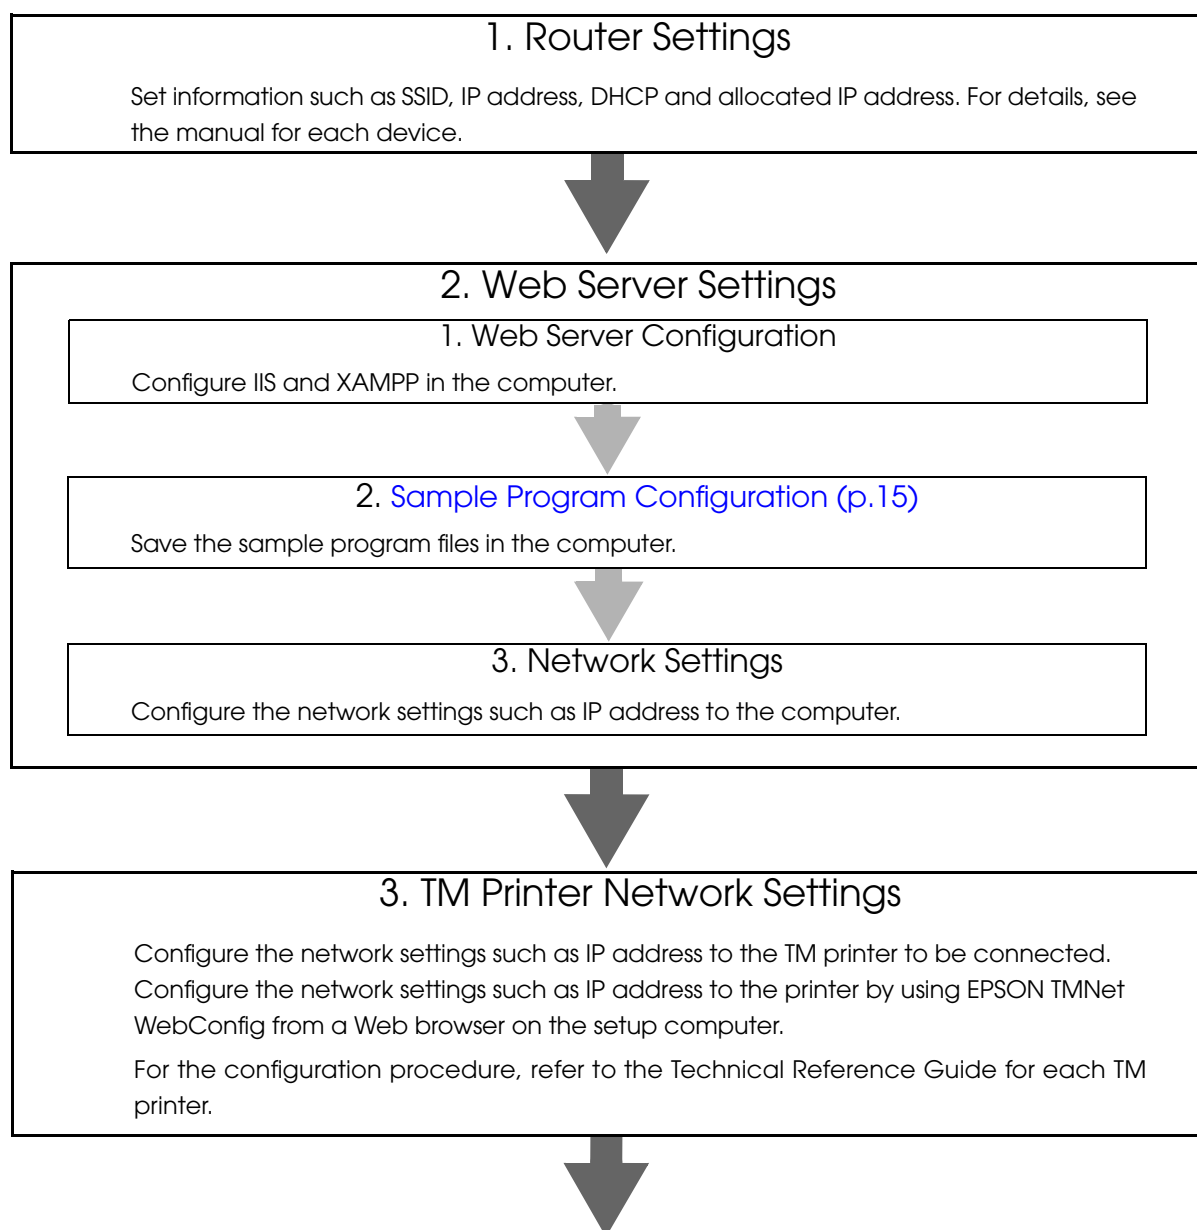 1. Router Settings
Set information such as SSID, IP address, DHCP and allocated IP address. For details, see
the manual for each device.
2. Web Server Settings
1. Web Server Configuration
Configure IIS and XAMPP in the computer.
2. Sample Program Configuration (p.15)
Save the sample program files in the computer.
3. Network Settings
Configure the network settings such as IP address to the computer.
3. TM Printer Network Settings
Configure the network settings such as IP address to the TM printer to be connected.
Configure the network settings such as IP address to the printer by using EPSON TMNet
WebConfig from a Web browser on the setup computer.
For the configuration procedure, refer to the Technical Reference Guide for each TM
printer.